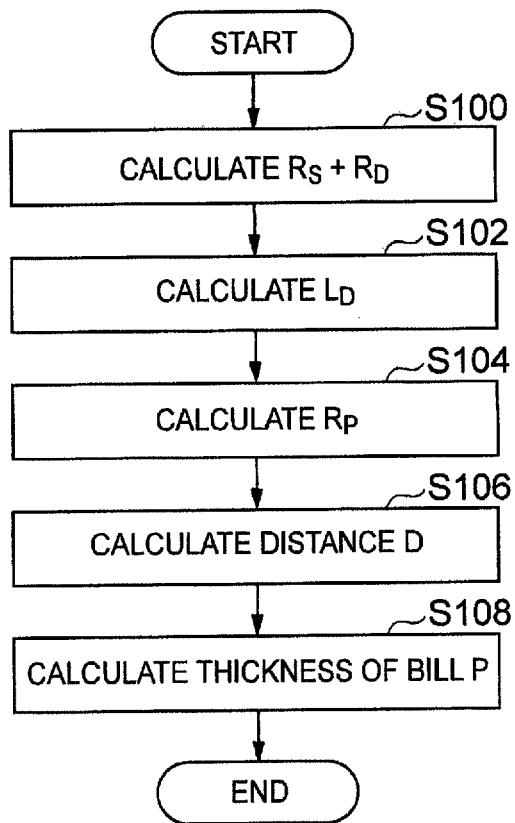 START
S100
CALCULATE RS + RD
S102
CALCULATE LD
S104
CALCULATE RP
S106
CALCULATE DISTANCE D
S108
CALCULATE THICKNESS OF BILL P
END